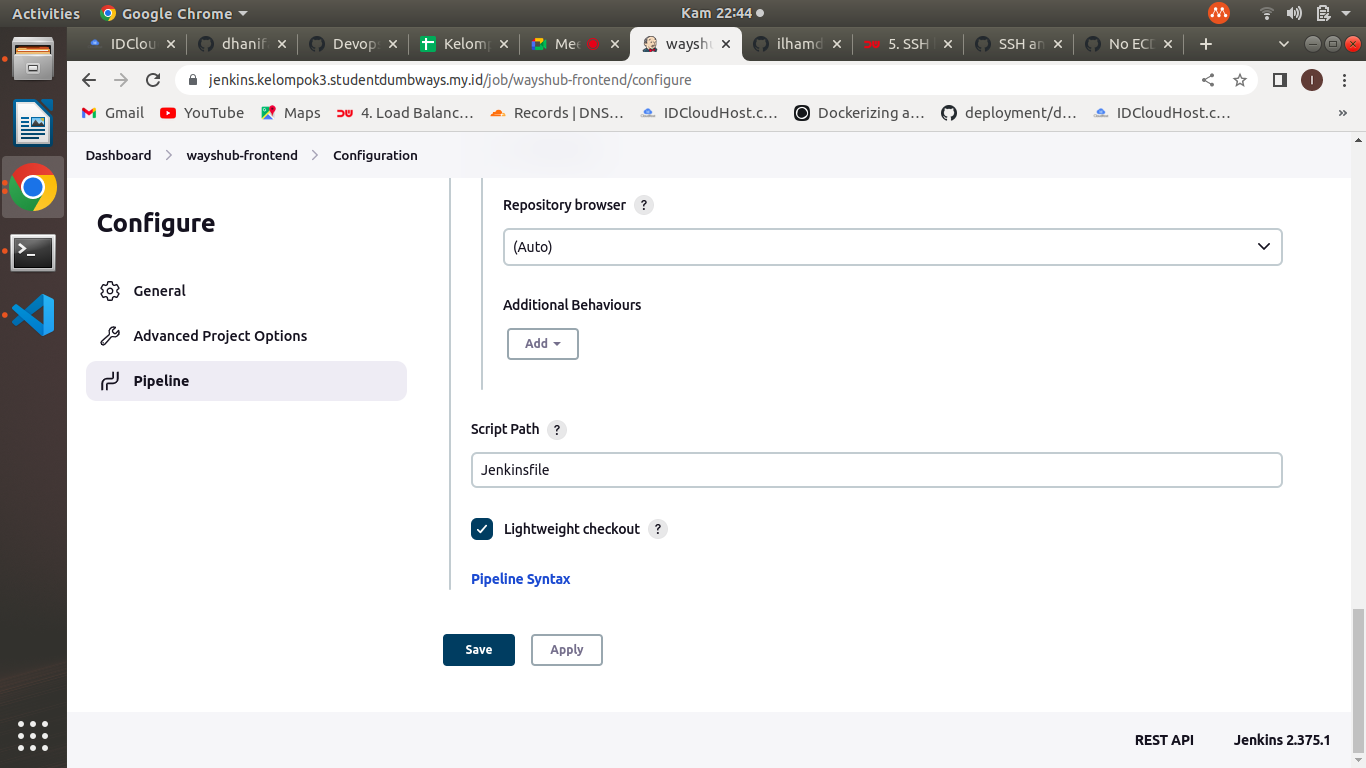 Activities Google Chrome Kam 22:44
IDClou dhanif Devop Kelom Mee waysh ilhamd 5. SSH SSH an No ECD
jenkins.kelompok3.studentdumbways.my.id/job/wayshub-frontend/configure I
Gmail YouTube Maps 4. Load Balanc... Records | DNS... IDCloudHost.c... Dockerizing a... deployment/d... IDCloudHost.c... »
Dashboard wayshub-frontend Configuration
Configure
General
Advanced Project Options
Pipeline
Repository browser ?
(Auto)
Additional Behaviours
Add
Script Path ?
Jenkinsfile
Lightweight checkout ?
Pipeline Syntax
Save Apply
REST API Jenkins 2.375.1